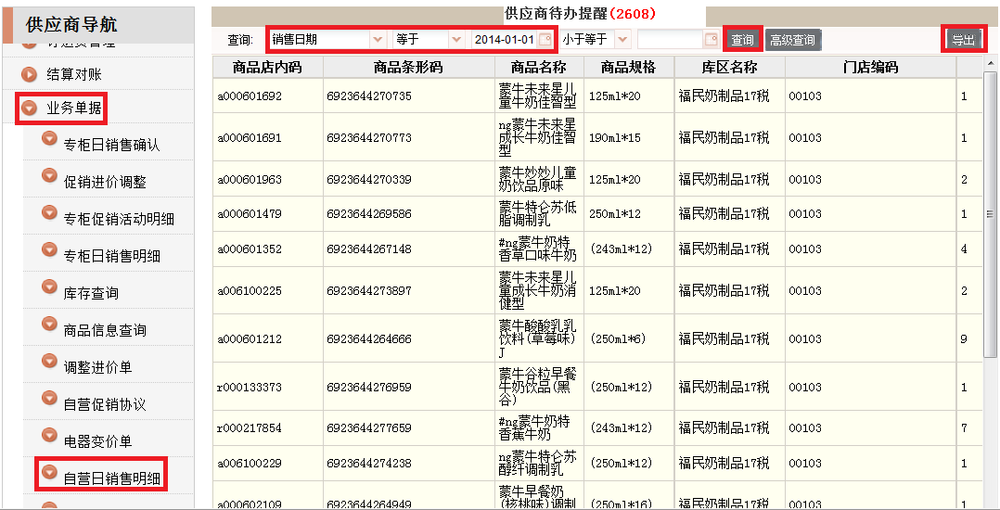 供应商导航
结算对账
业务单据
专柜日销售确认
促销进价调整
专柜促销活动明细
专柜日销售明细
库存查询
商品信息查询
调整进价单
自营促销协议
电器变价单
自营日销售明细
供应商待办提醒(2608)
查询: 销售日期 等于 2014-01-01 小于等于 查询 高级查询 导出
商品店内码 商品条形码 商品名称 商品规格 库区名称 门店编码
a000601692 6923644270735 蒙牛未来星儿童牛奶佳智型 125ml*20 福民奶制品17税 00103 1
a000601691 6923644270773 ng蒙牛未来星成长牛奶佳智型 190ml*15 福民奶制品17税 00103 1
a000601963 6923644270339 蒙牛妙妙儿童奶饮品原味 125ml*20 福民奶制品17税 00103 2
a000601479 6923644269586 蒙牛特仑苏低脂调制乳 250ml*12 福民奶制品17税 00103 1
a000601352 6923644267148 #ng蒙牛奶特香草口味牛奶 (243ml*12) 福民奶制品17税 00103 4
a006100225 6923644273897 蒙牛未来星儿童成长牛奶消健型 125ml*20 福民奶制品17税 00103 2
a000601212 6923644264666 蒙牛酸酸乳乳饮料(草莓味)J (250ml*6) 福民奶制品17税 00103 9
r000133373 6923644276959 蒙牛谷粒早餐牛奶饮品(黑谷) (250ml*12) 福民奶制品17税 00103 1
r000217854 6923644277659 #ng蒙牛奶特香蕉牛奶 (243ml*12) 福民奶制品17税 00103 7
a006100229 6923644274238 ng蒙牛特仑苏醇纤调制乳 (250ml*12) 福民奶制品17税 00103 1
a000602109 6923644264949 蒙牛早餐奶(核桃味)调制 (250ml*16) 福民奶制品17税 00103 1